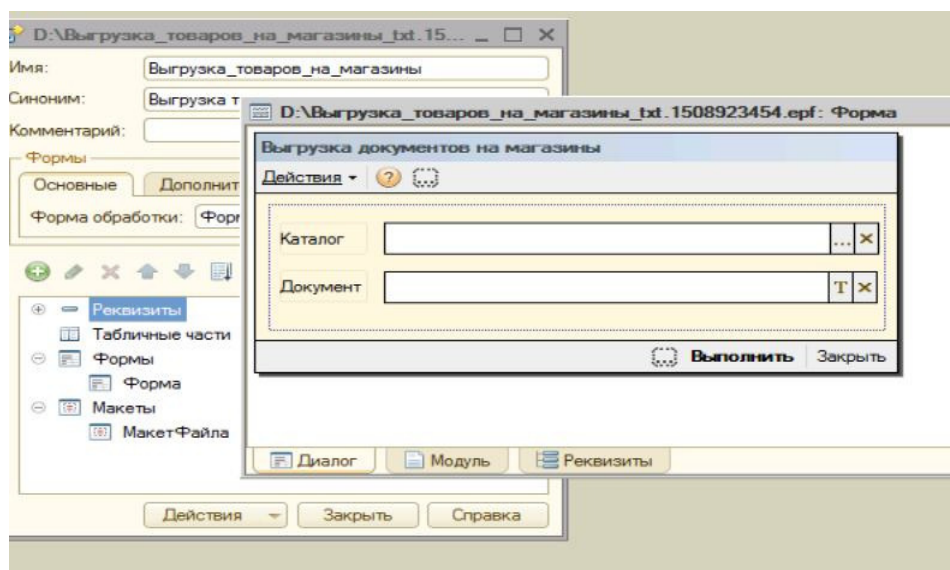 D:\Выгрузка_товаров_на_магазины_txt.15...
Имя: Выгрузка_товаров_на_магазины
Синоним: Выгрузка т
Комментарий:
Формы
Основные Дополнит
Форма обработки: Форм
Реквизиты
Табличные части
Формы
Форма
Макеты
МакетФайла
Действия Закрыть Справка
D:\Выгрузка_товаров_на_магазины_txt.1508923454.epf: Форма
Выгрузка документов на магазины
Действия
Каталог ... ×
Документ T ×
Выполнить Закрыть
Диалог Модуль Реквизиты